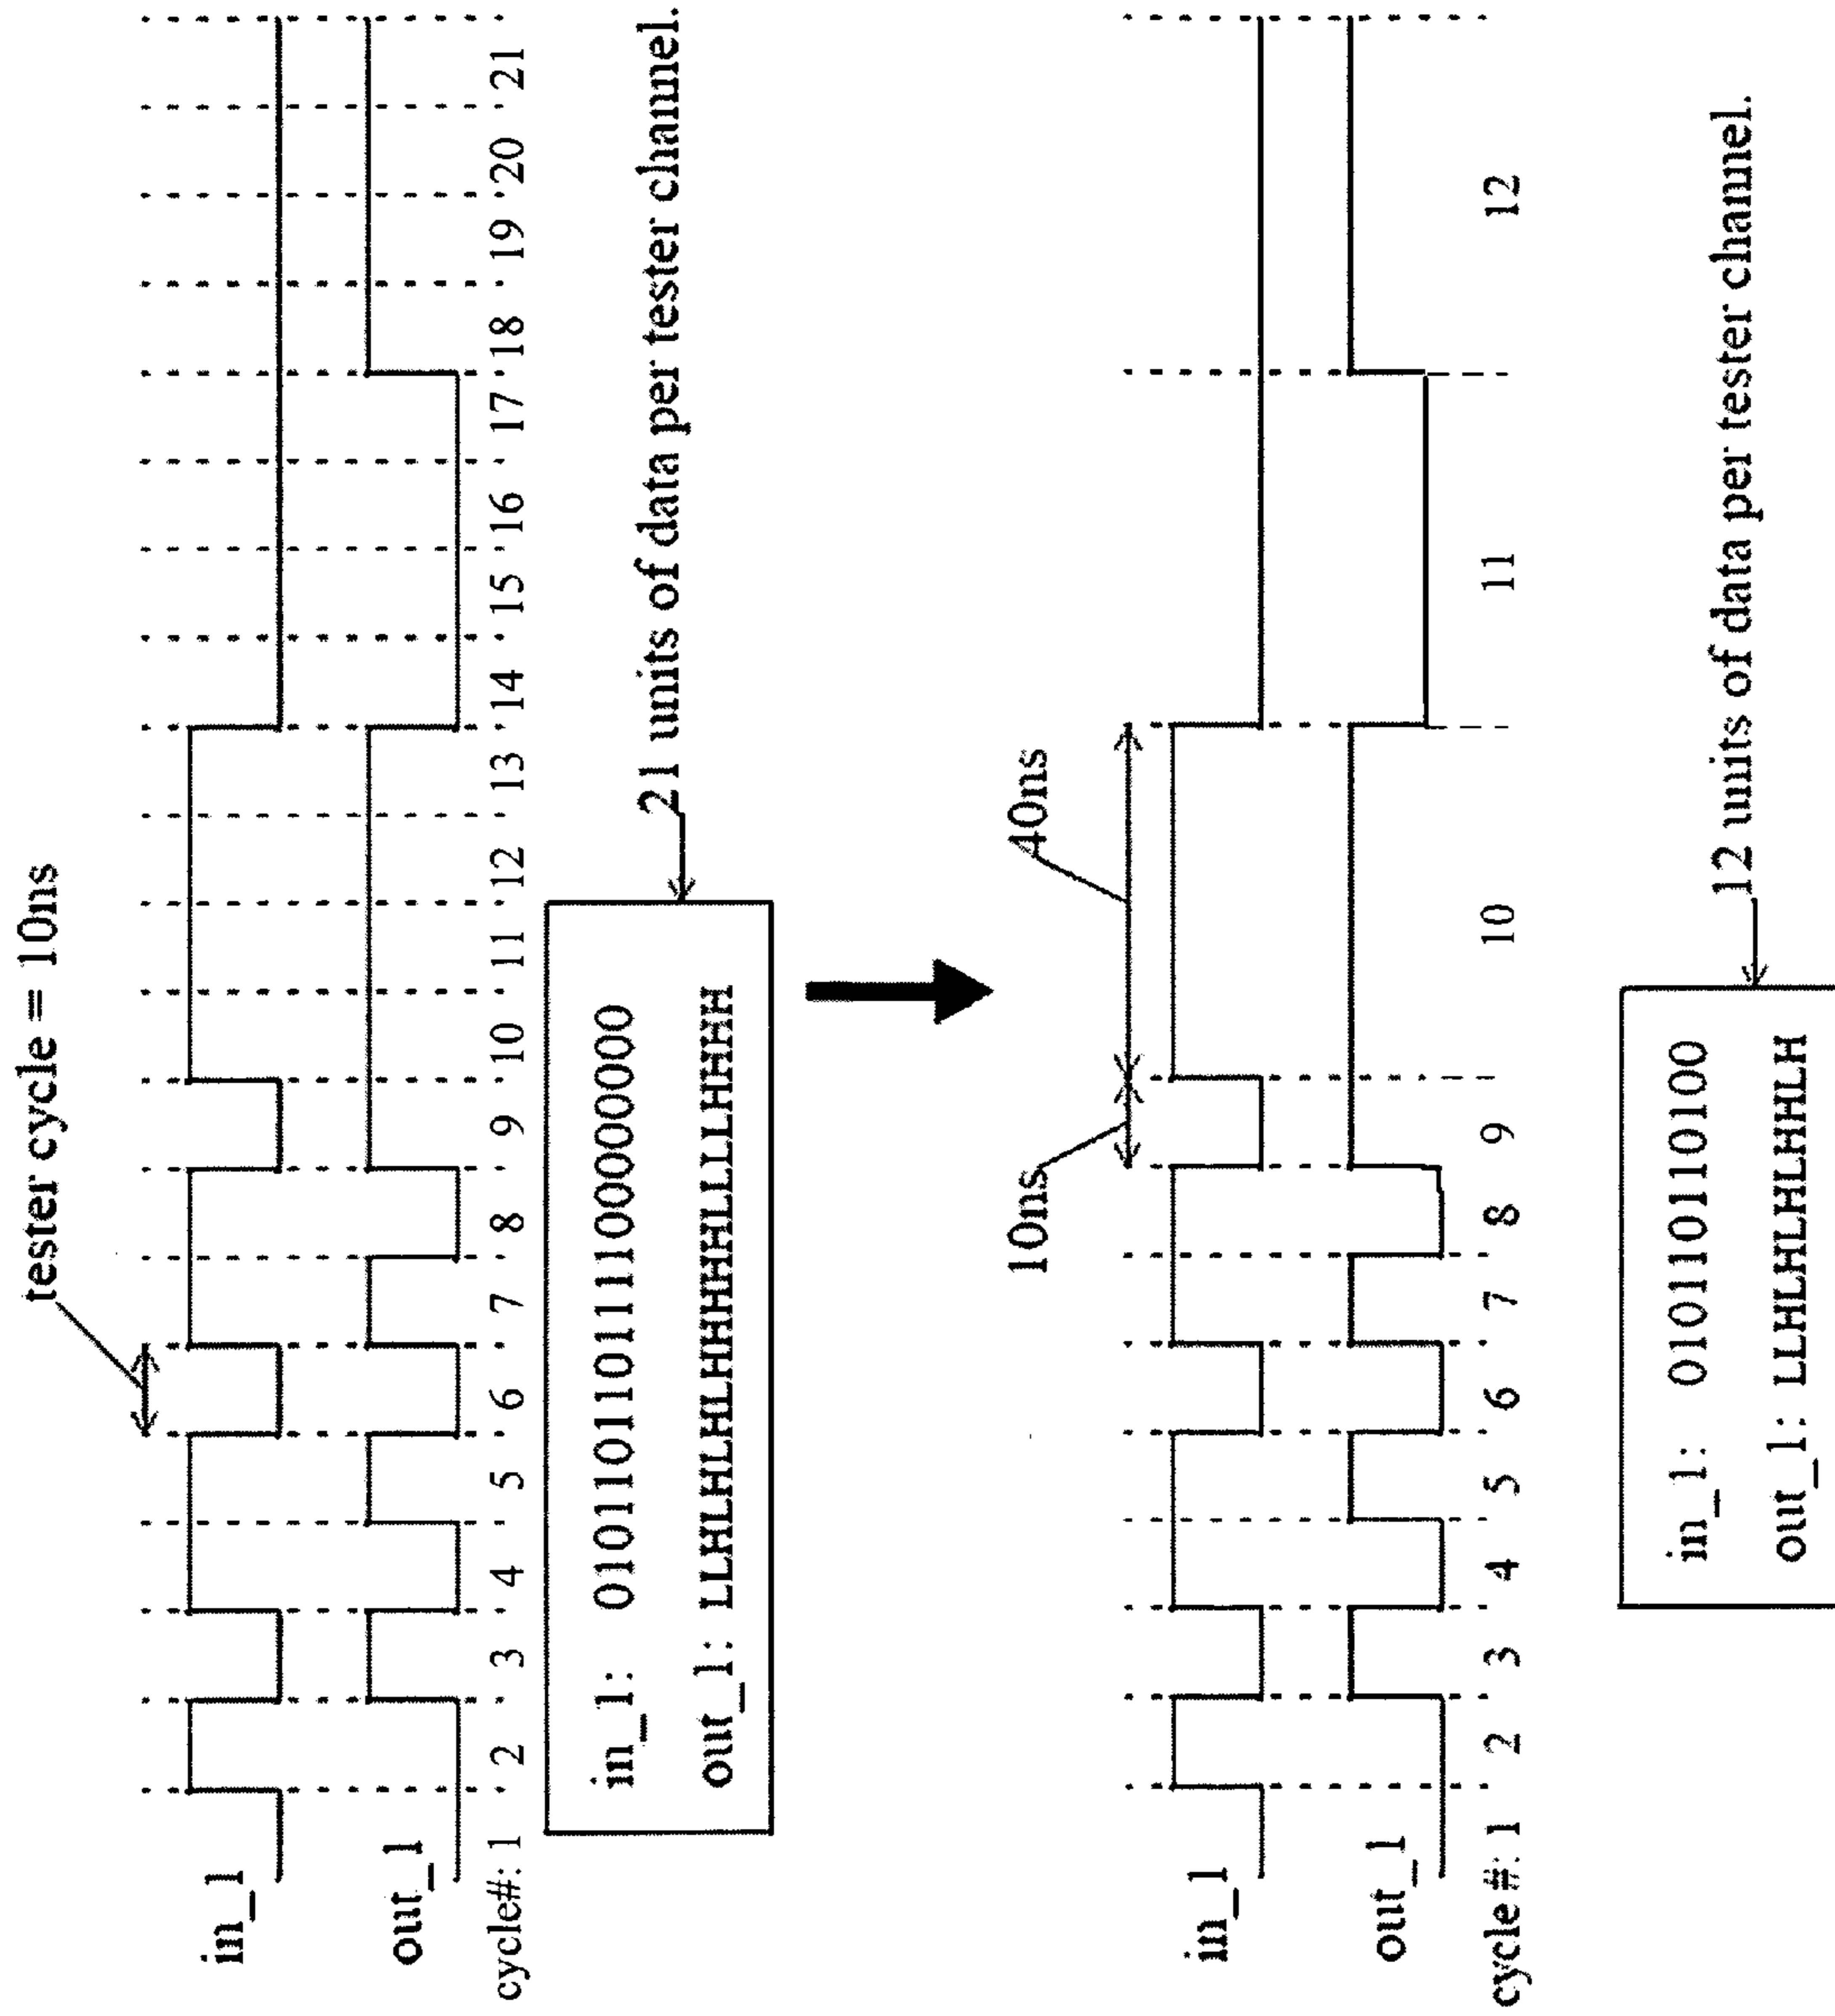 tester cycle = 10ns
in_1
out_1
cycle#: 1 2 3 4 5 6 7 8 9 10 11 12 13 14 15 16 17 18 19 20 21
in_1: 010110110111100000000
out_1: LLHLHLHLHHHHHLLLLHHHH
21 units of data per tester channel.
10ns 40ns
in_1
out_1
cycle#: 1 2 3 4 5 6 7 8 9 10 11 12
in_1: 010110110100
out_1: LLHLHLHLHHLH
12 units of data per tester channel.